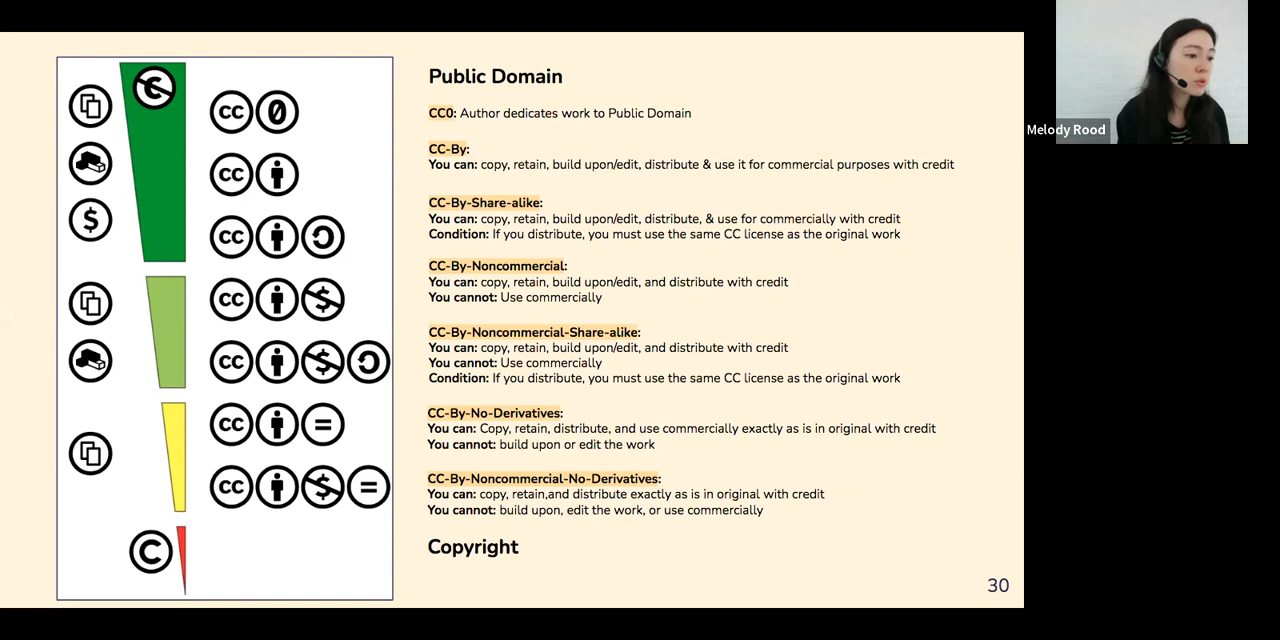 Public Domain
CC0: Author dedicates work to Public Domain
CC-By:
You can: copy, retain, build upon/edit, distribute & use it for commercial purposes with credit
CC-By-Share-alike:
You can: copy, retain, build upon/edit, distribute, & use for commercially with credit
Condition: If you distribute, you must use the same CC license as the original work
CC-By-Noncommercial:
You can: copy, retain, build upon/edit, and distribute with credit
You cannot: Use commercially
CC-By-Noncommercial-Share-alike:
You can: copy, retain, build upon/edit, and distribute with credit
You cannot: Use commercially
Condition: If you distribute, you must use the same CC license as the original work
CC-By-No-Derivatives:
You can: Copy, retain, distribute, and use commercially exactly as is in original with credit
You cannot: build upon or edit the work
CC-By-Noncommercial-No-Derivatives:
You can: copy, retain,and distribute exactly as is in original with credit
You cannot: build upon, edit the work, or use commercially
Copyright
30
C
$
CC 0
CC
CC
CC $
CC $
CC =
CC $ =
C
Melody Rood